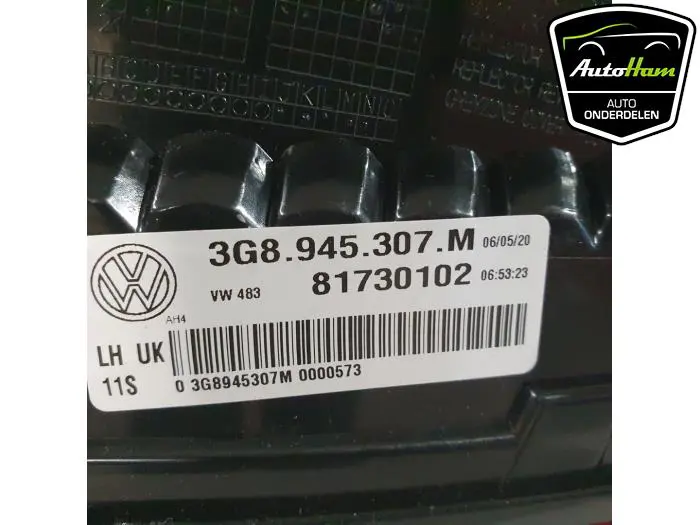 AutoHam
AUTO
ONDERDELEN
REFLECTOR
3G8.945.307.M 06/05/20
VW 483 81730102 06:53:23
AH4
LH UK
11S 0 3G8945307M 0000573